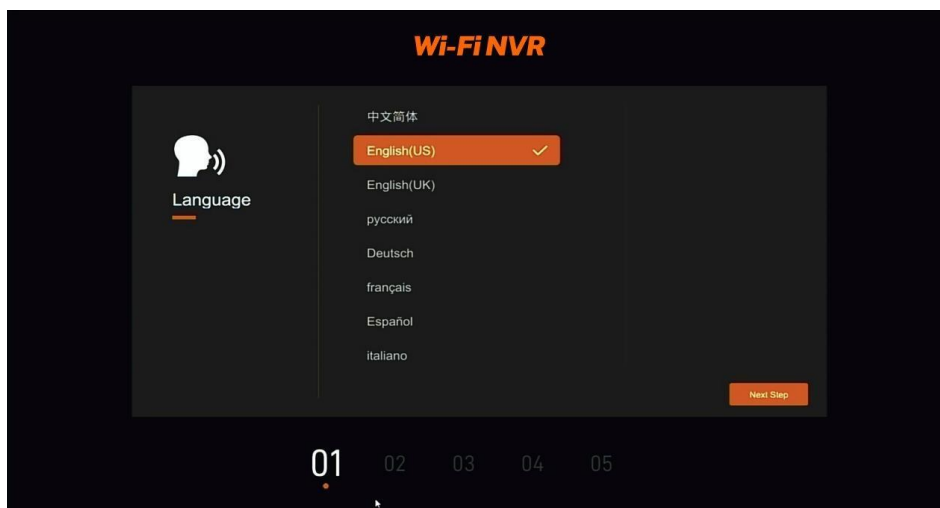 Wi-Fi NVR
Language
中文简体
English(US)
English(UK)
русский
Deutsch
français
Español
italiano
Next Step
01 02 03 04 05